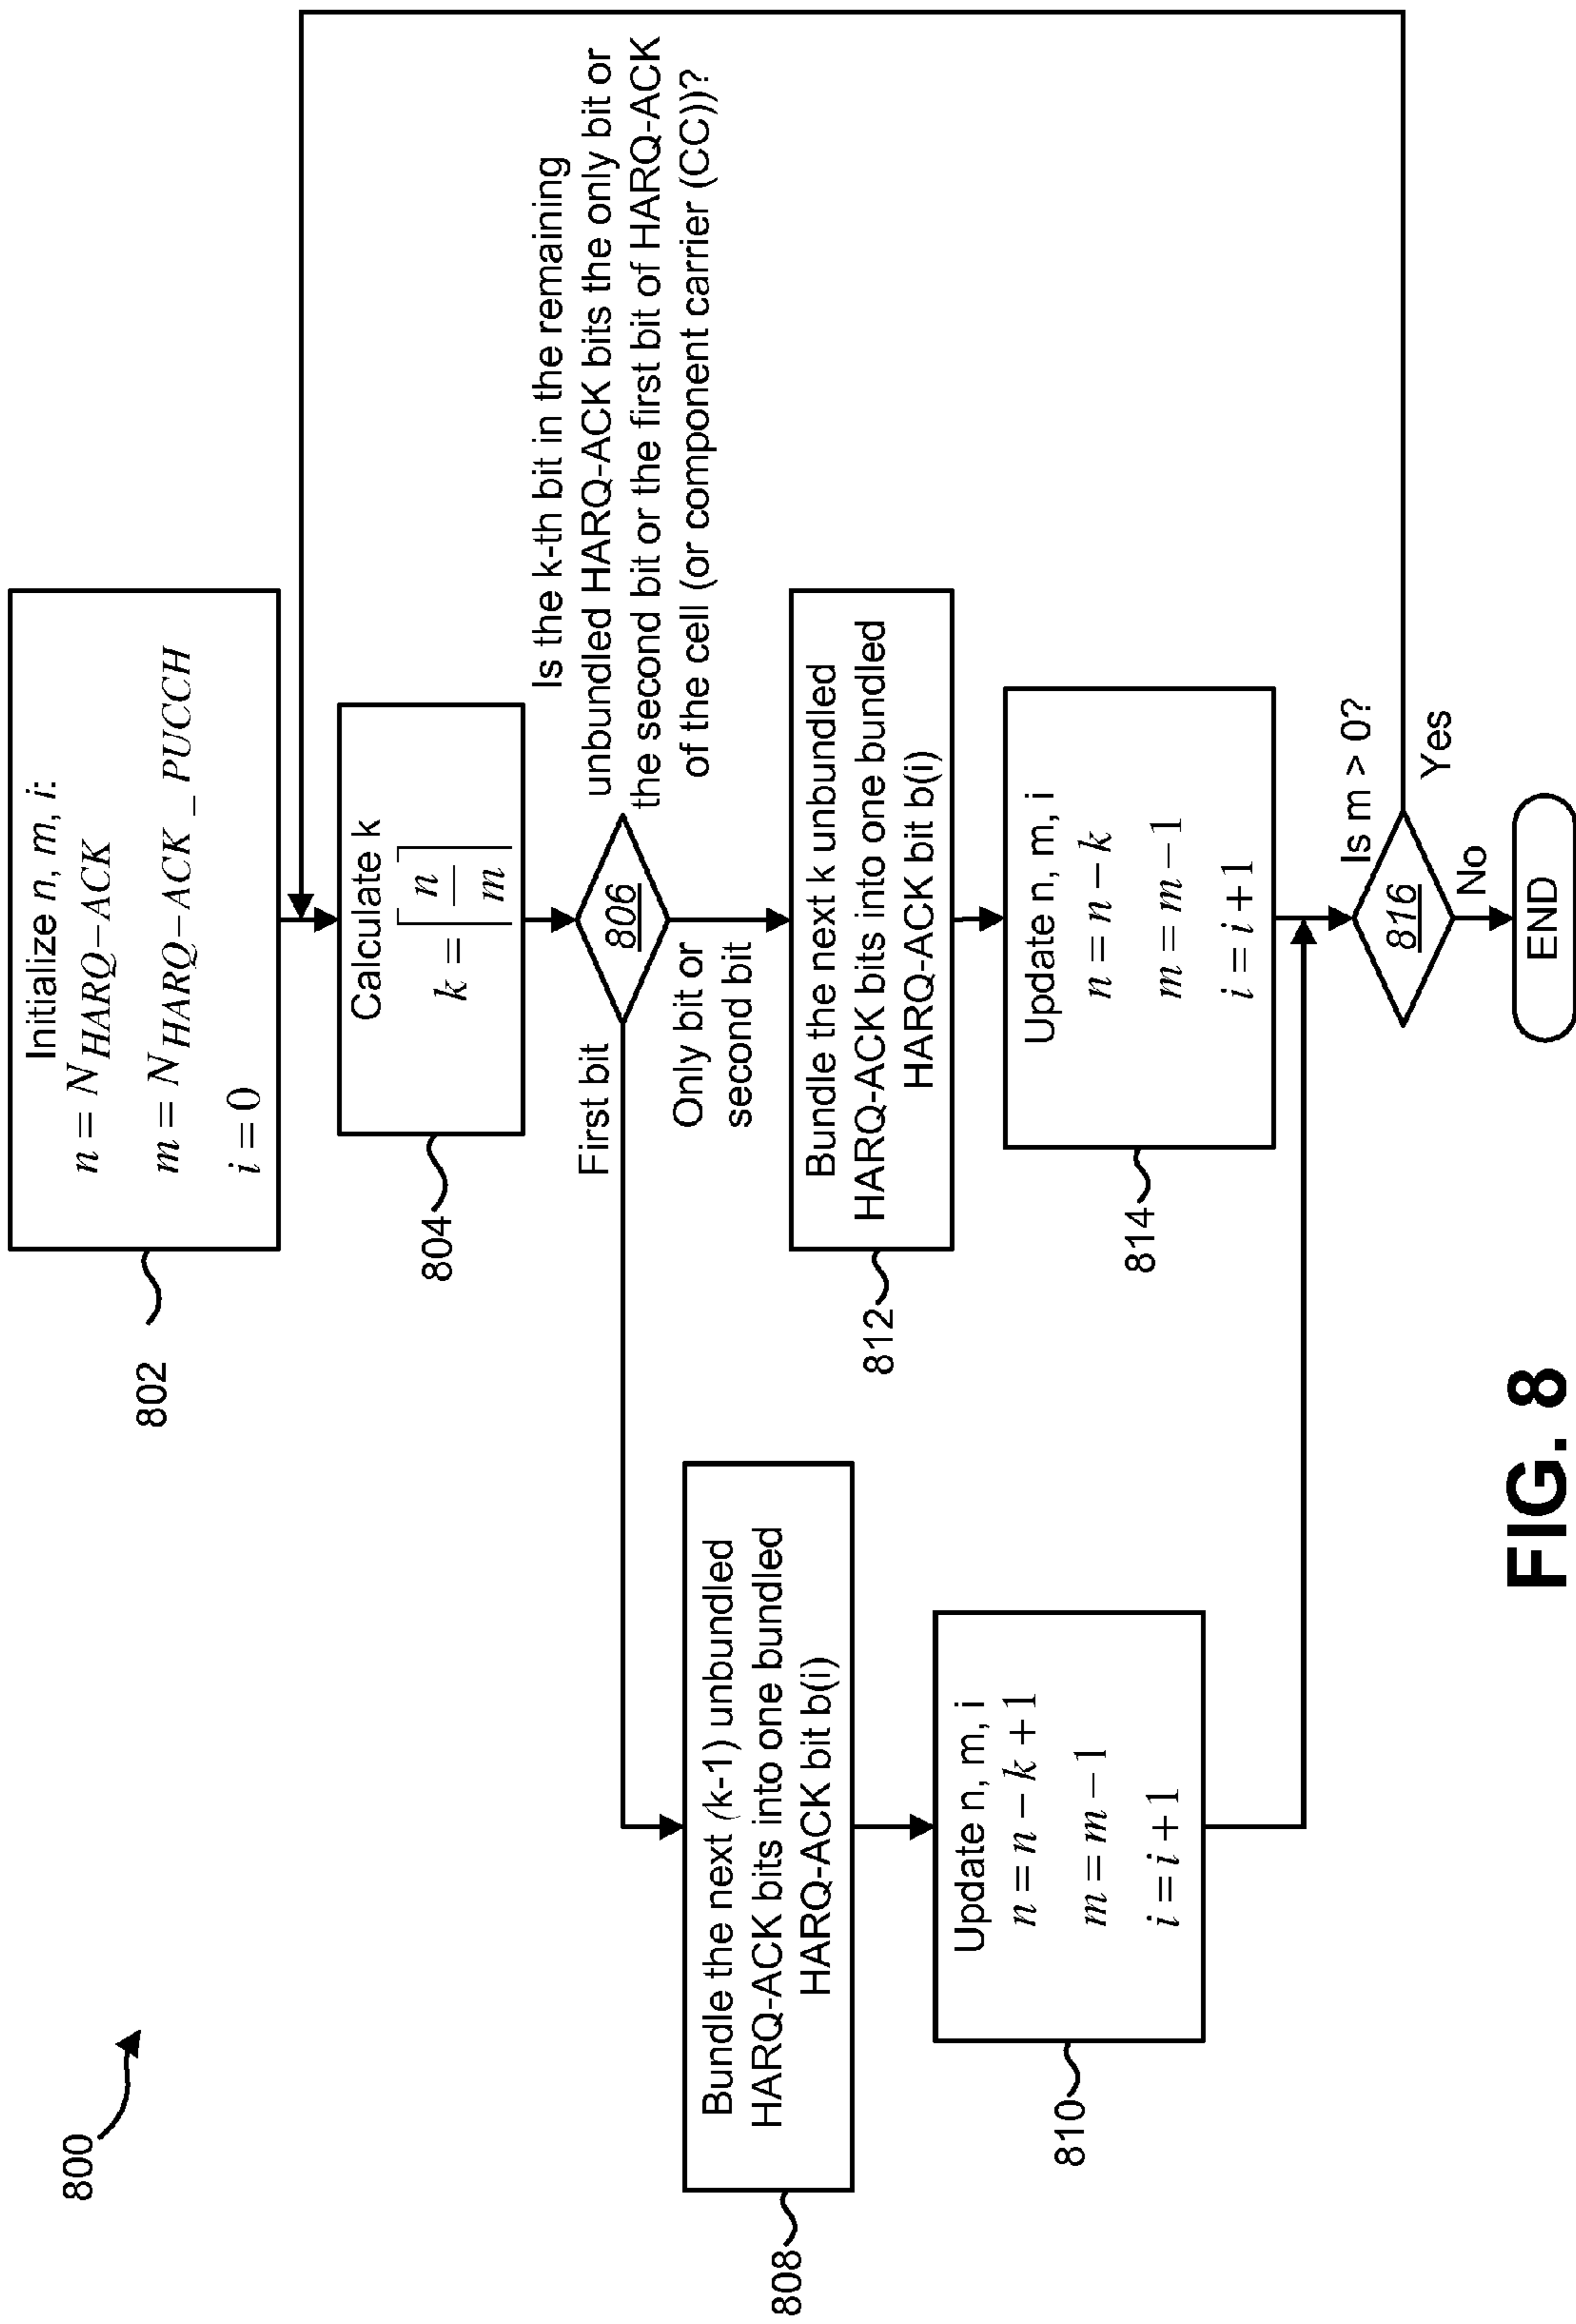 800
Initialize n, m, i:
n = N_HARQ-ACK
m = N_HARQ-ACK_PUCCH
i = 0
802
Calculate k
k = ⌈n/m⌉
804
Is the k-th bit in the remaining
unbundled HARQ-ACK bits the only bit or
the second bit or the first bit of HARQ-ACK
of the cell (or component carrier (CC))?
806
First bit
Only bit or
second bit
Bundle the next (k-1) unbundled
HARQ-ACK bits into one bundled
HARQ-ACK bit b(i)
808
Update n, m, i
n = n − k + 1
m = m − 1
i = i + 1
810
Bundle the next k unbundled
HARQ-ACK bits into one bundled
HARQ-ACK bit b(i)
812
Update n, m, i
n = n − k
m = m − 1
i = i + 1
814
Is m > 0?
816
Yes
No
END
FIG. 8